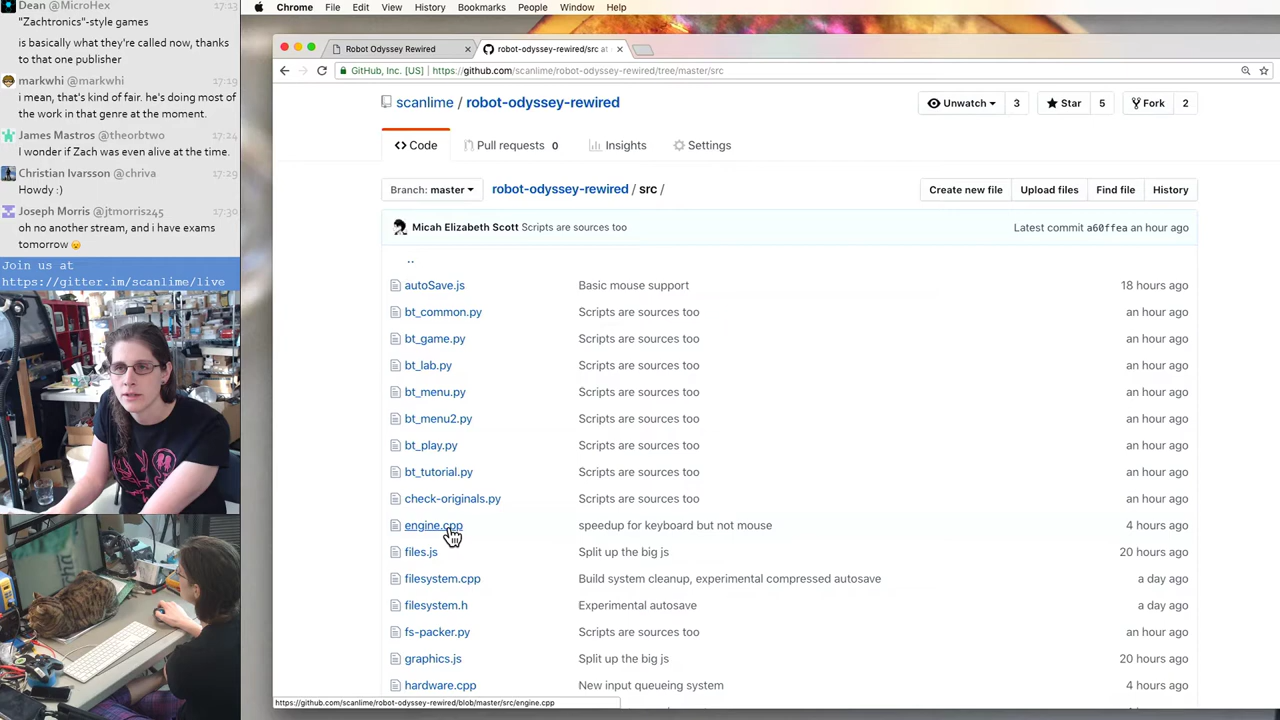 Dean @MicroHex 17:13
"Zachtronics"-style games
is basically what they're called now, thanks
to that one publisher
markwhi @markwhi 17:19
i mean, that's kind of fair. he's doing most of
the work in that genre at the moment.
James Mastros @theorbtwo 17:24
I wonder if Zach was even alive at the time.
Christian Ivarsson @chriva 17:29
Howdy :)
Joseph Morris @jtmorris245 17:30
oh no another stream, and i have exams
tomorrow 😞
Join us at
https://gitter.im/scanlime/live
Chrome File Edit View History Bookmarks People Window Help
Robot Odyssey Rewired
robot-odyssey-rewired/src at
GitHub, Inc. [US] https://github.com/scanlime/robot-odyssey-rewired/tree/master/src
scanlime / robot-odyssey-rewired
Unwatch 3 Star 5 Fork 2
Code Pull requests 0 Insights Settings
Branch: master robot-odyssey-rewired / src /
Create new file Upload files Find file History
Micah Elizabeth Scott Scripts are sources too Latest commit a60ffea an hour ago
..
autoSave.js Basic mouse support 18 hours ago
bt_common.py Scripts are sources too an hour ago
bt_game.py Scripts are sources too an hour ago
bt_lab.py Scripts are sources too an hour ago
bt_menu.py Scripts are sources too an hour ago
bt_menu2.py Scripts are sources too an hour ago
bt_play.py Scripts are sources too an hour ago
bt_tutorial.py Scripts are sources too an hour ago
check-originals.py Scripts are sources too an hour ago
engine.cpp speedup for keyboard but not mouse 4 hours ago
files.js Split up the big js 20 hours ago
filesystem.cpp Build system cleanup, experimental compressed autosave a day ago
filesystem.h Experimental autosave a day ago
fs-packer.py Scripts are sources too an hour ago
graphics.js Split up the big js 20 hours ago
hardware.cpp New input queueing system 4 hours ago
https://github.com/scanlime/robot-odyssey-rewired/blob/master/src/engine.cpp